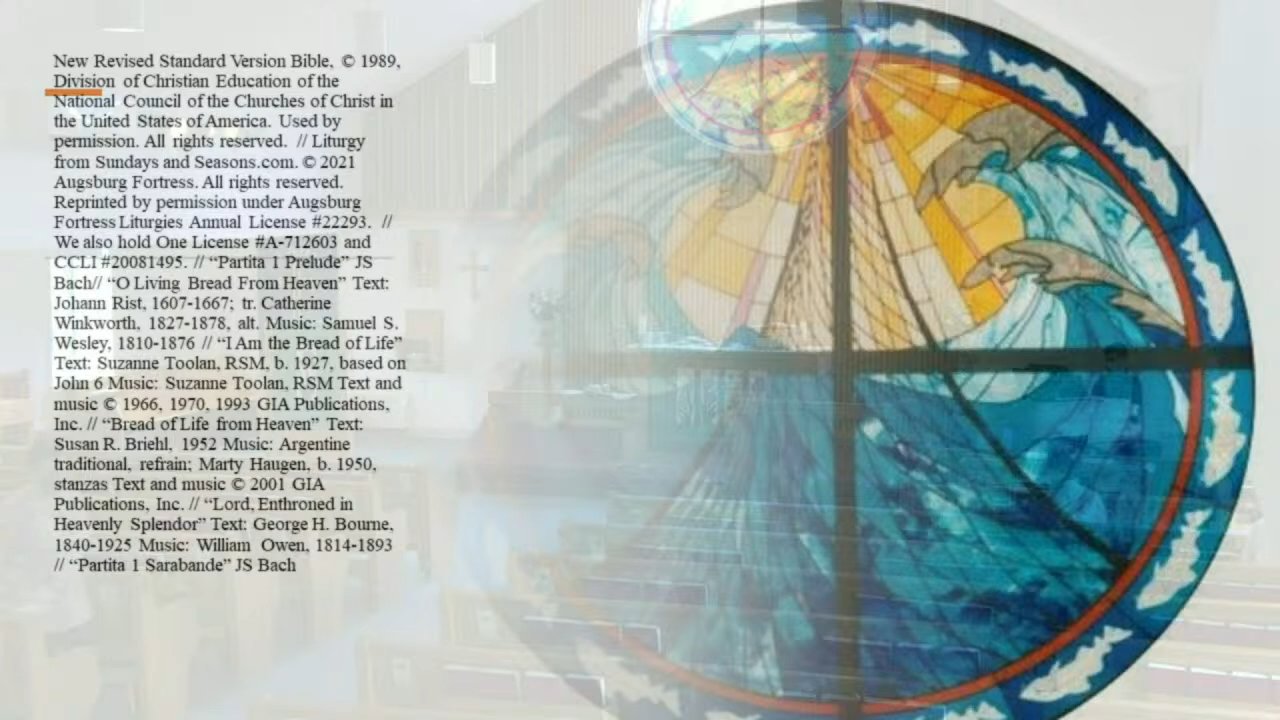 New Revised Standard Version Bible, © 1989,
Division of Christian Education of the
National Council of the Churches of Christ in
the United States of America. Used by
permission. All rights reserved. // Liturgy
from Sundays and Seasons.com. © 2021
Augsburg Fortress. All rights reserved.
Reprinted by permission under Augsburg
Fortress Liturgies Annual License #22293. //
We also hold One License #A-712603 and
CCLI #20081495. // “Partita 1 Prelude” JS
Bach// “O Living Bread From Heaven” Text:
Johann Rist, 1607-1667; tr. Catherine
Winkworth, 1827-1878, alt. Music: Samuel S.
Wesley, 1810-1876 // “I Am the Bread of Life”
Text: Suzanne Toolan, RSM, b. 1927, based on
John 6 Music: Suzanne Toolan, RSM Text and
music © 1966, 1970, 1993 GIA Publications,
Inc. // “Bread of Life from Heaven” Text:
Susan R. Briehl, 1952 Music: Argentine
traditional, refrain; Marty Haugen, b. 1950,
stanzas Text and music © 2001 GIA
Publications, Inc. // “Lord, Enthroned in
Heavenly Splendor” Text: George H. Bourne,
1840-1925 Music: William Owen, 1814-1893
// “Partita 1 Sarabande” JS Bach